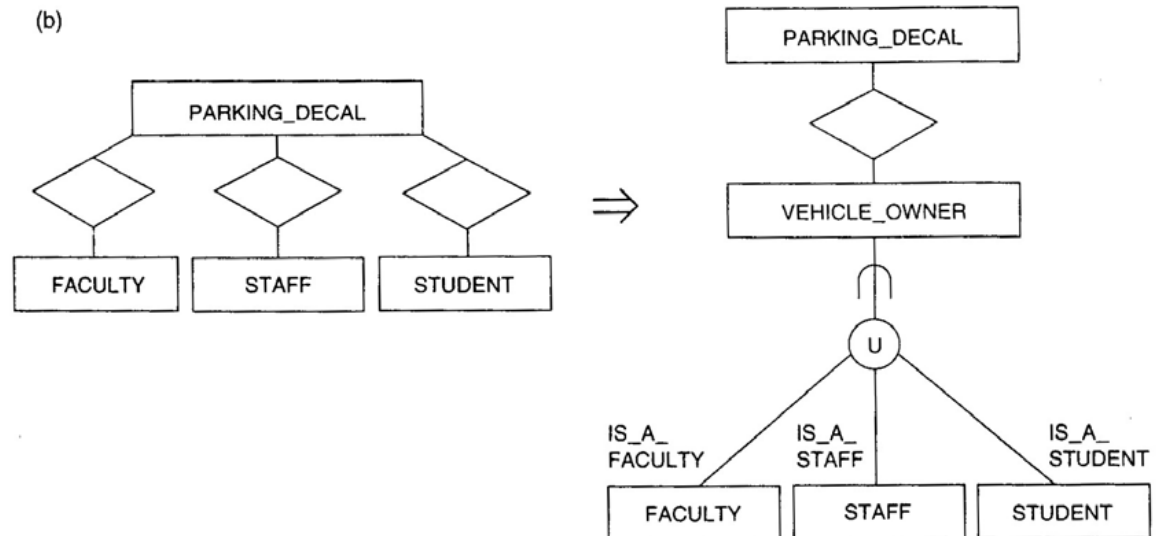 (b)
PARKING_DECAL
FACULTY
STAFF
STUDENT
PARKING_DECAL
VEHICLE_OWNER
U
IS_A_
FACULTY
IS_A_
STAFF
IS_A_
STUDENT
FACULTY
STAFF
STUDENT